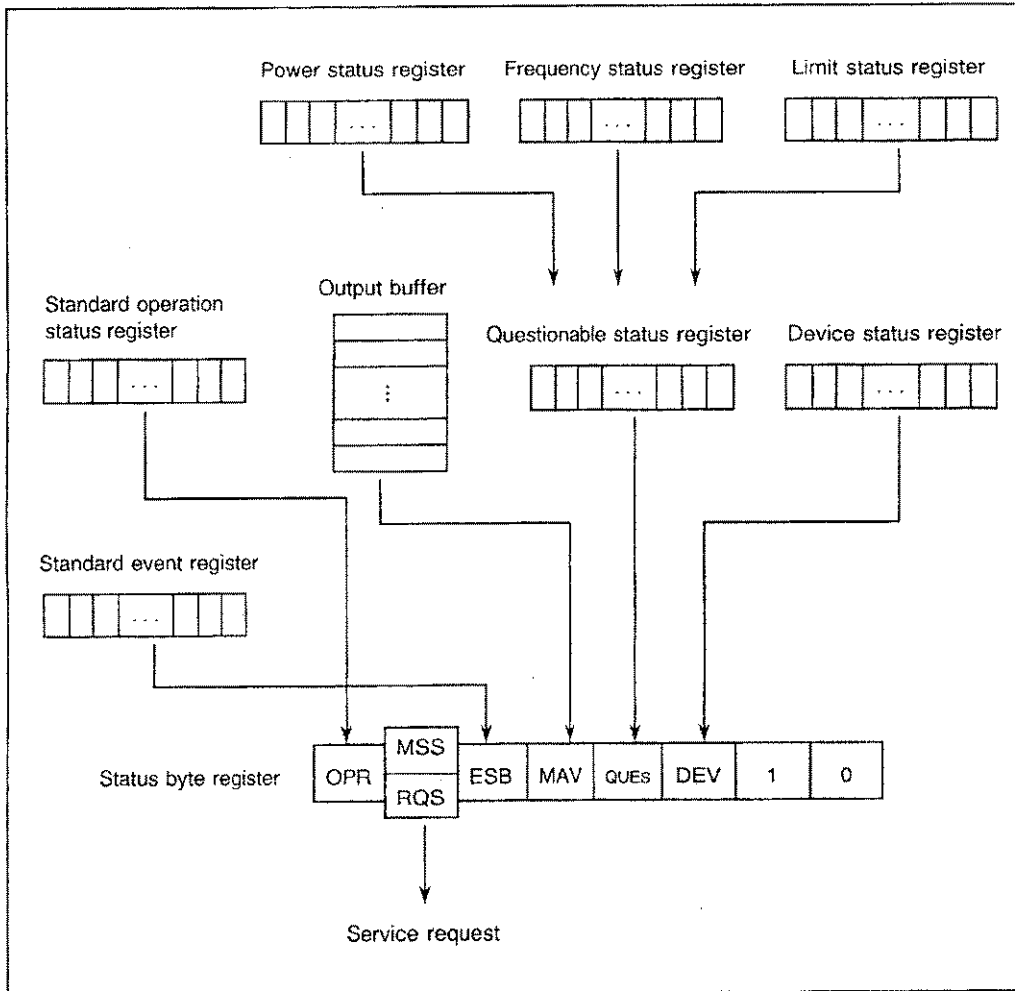 Power status register
Frequency status register
Limit status register
...
...
...
Standard operation
status register
Output buffer
Questionable status register
Device status register
...
⋮
...
...
Standard event register
...
Status byte register
OPR
MSS
RQS
ESB
MAV
QUES
DEV
1
0
Service request